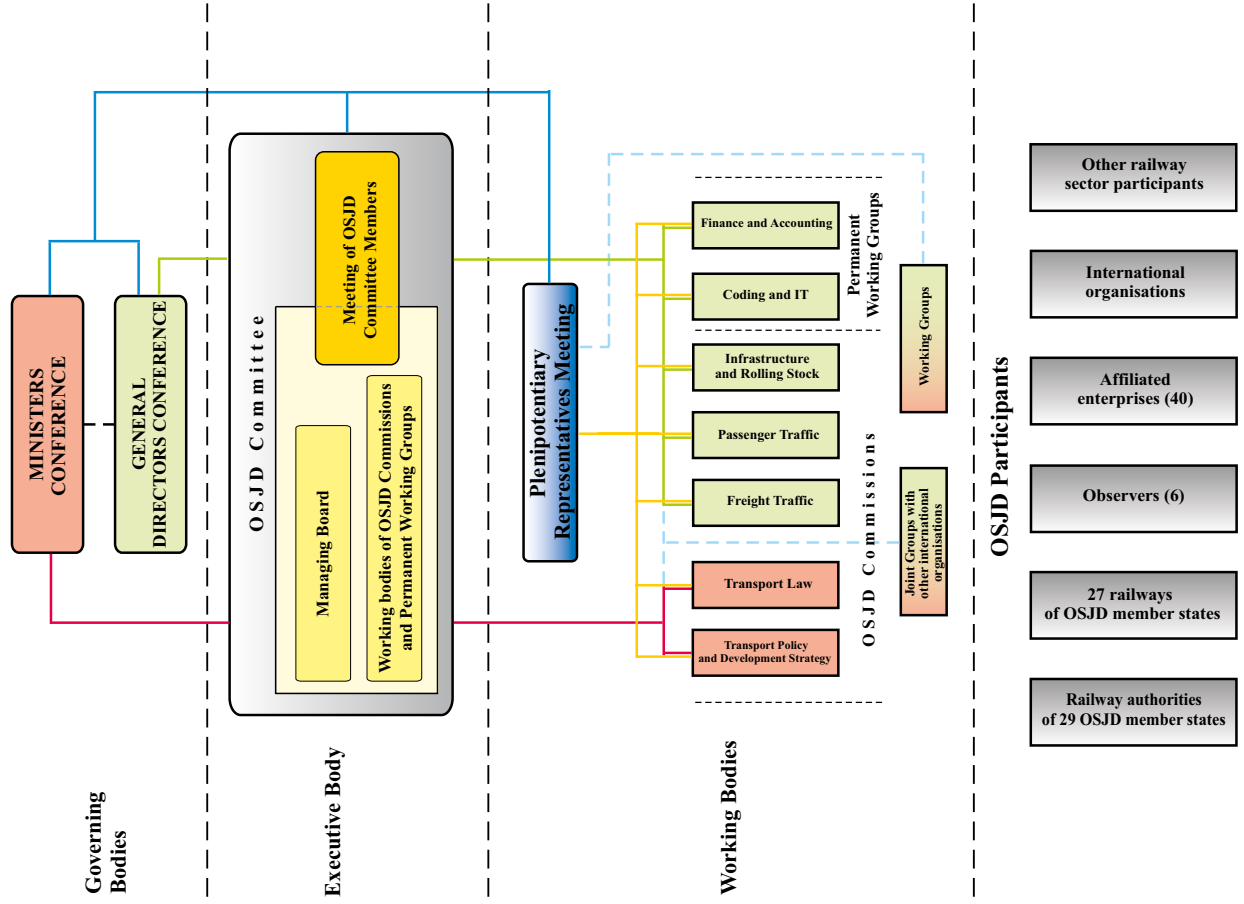 Governing
Bodies
MINISTERS
CONFERENCE
GENERAL
DIRECTORS CONFERENCE
Executive Body
OSJD Committee
Managing Board
Working bodies of OSJD Commissions
and Permanent Working Groups
Meeting of OSJD
Committee Members
Working Bodies
Plenipotentiary
Representatives Meeting
Transport Policy
and Development Strategy
Transport Law
Freight Traffic
Passenger Traffic
Infrastructure
and Rolling Stock
Coding and IT
Finance and Accounting
OSJD Commissions
Permanent
Working Groups
Joint Groups with
other international
organisations
Working Groups
OSJD Participants
Railway authorities
of 29 OSJD member states
27 railways
of OSJD member states
Observers (6)
Affiliated
enterprises (40)
International
organisations
Other railway
sector participants